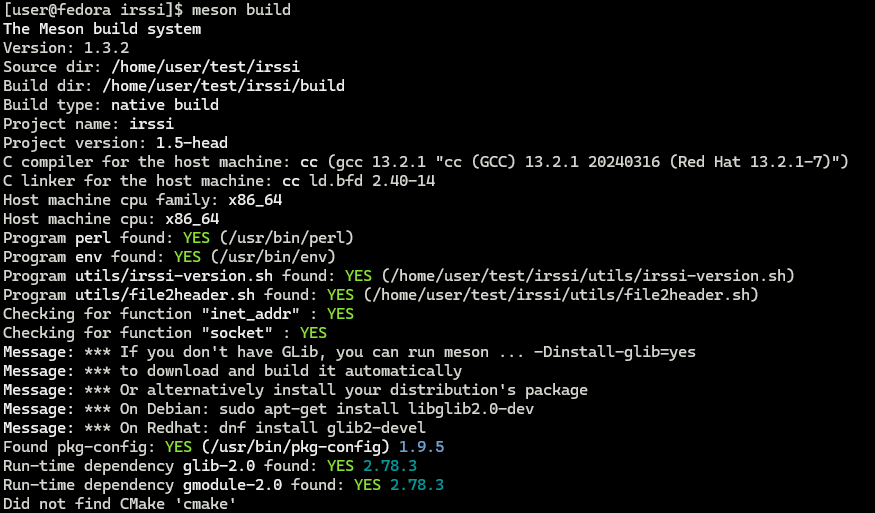 [user@fedora irssi]$ meson build
The Meson build system
Version: 1.3.2
Source dir: /home/user/test/irssi
Build dir: /home/user/test/irssi/build
Build type: native build
Project name: irssi
Project version: 1.5-head
C compiler for the host machine: cc (gcc 13.2.1 "cc (GCC) 13.2.1 20240316 (Red Hat 13.2.1-7)")
C linker for the host machine: cc ld.bfd 2.40-14
Host machine cpu family: x86_64
Host machine cpu: x86_64
Program perl found: YES (/usr/bin/perl)
Program env found: YES (/usr/bin/env)
Program utils/irssi-version.sh found: YES (/home/user/test/irssi/utils/irssi-version.sh)
Program utils/file2header.sh found: YES (/home/user/test/irssi/utils/file2header.sh)
Checking for function "inet_addr" : YES
Checking for function "socket" : YES
Message: *** If you don't have GLib, you can run meson ... -Dinstall-glib=yes
Message: *** to download and build it automatically
Message: *** Or alternatively install your distribution's package
Message: *** On Debian: sudo apt-get install libglib2.0-dev
Message: *** On Redhat: dnf install glib2-devel
Found pkg-config: YES (/usr/bin/pkg-config) 1.9.5
Run-time dependency glib-2.0 found: YES 2.78.3
Run-time dependency gmodule-2.0 found: YES 2.78.3
Did not find CMake 'cmake'